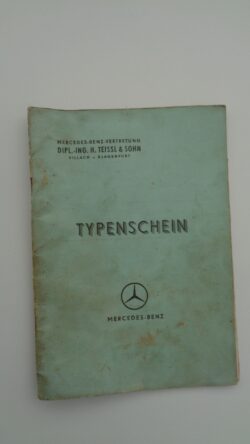 MERCEDES-BENZ-VERTRETUNG
DIPL.-ING. H. TEISSL & SOHN
VILLACH - KLAGENFURT
TYPENSCHEIN
MERCEDES-BENZ